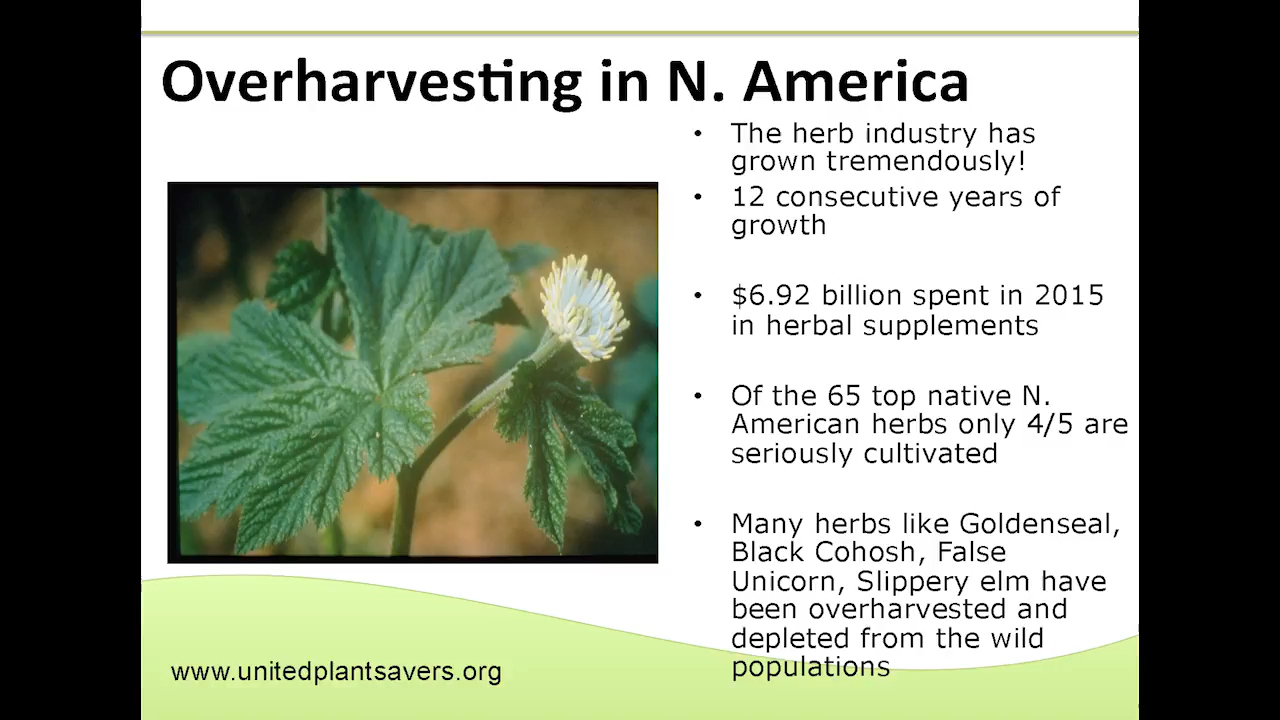 Overharvesting in N. America
• The herb industry has
grown tremendously!
• 12 consecutive years of
growth
• $6.92 billion spent in 2015
in herbal supplements
• Of the 65 top native N.
American herbs only 4/5 are
seriously cultivated
• Many herbs like Goldenseal,
Black Cohosh, False
Unicorn, Slippery elm have
been overharvested and
depleted from the wild
populations
www.unitedplantsavers.org